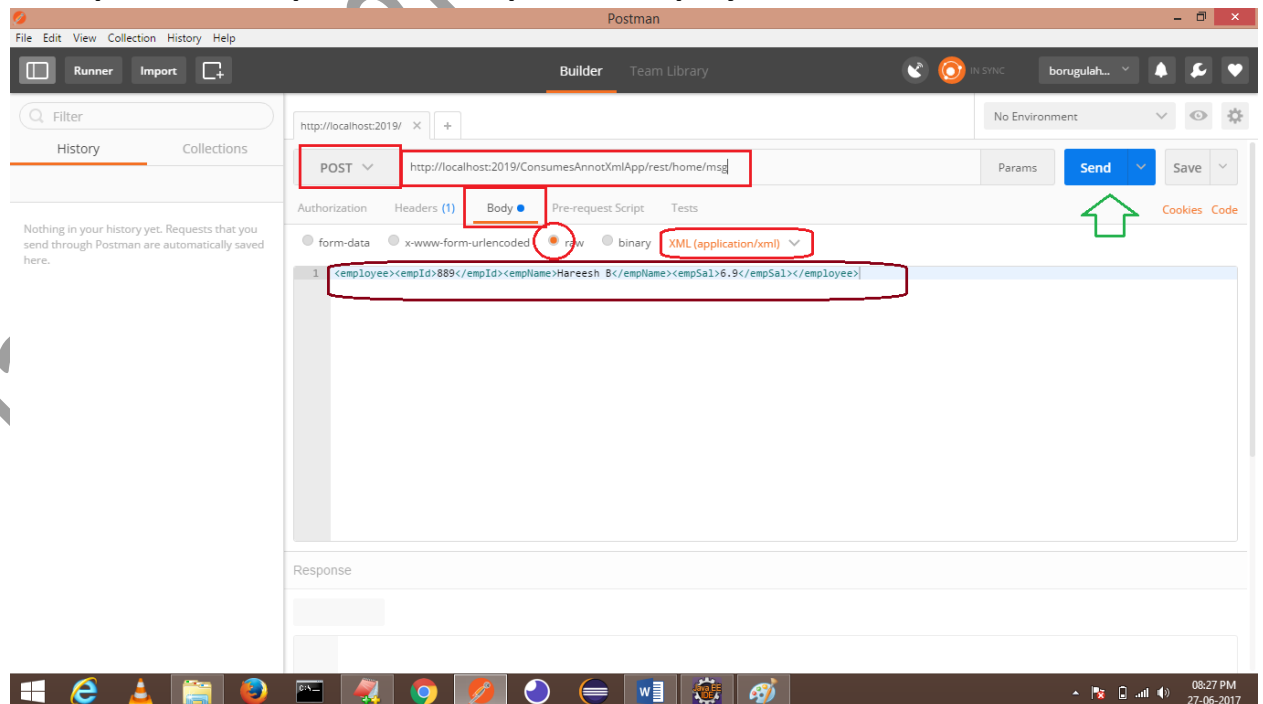 Postman
File Edit View Collection History Help
Runner Import Builder Team Library IN SYNC borugulah...
Filter
History Collections
Nothing in your history yet. Requests that you
send through Postman are automatically saved
here.
http://localhost:2019/ × +
No Environment
POST http://localhost:2019/ConsumesAnnotXmlApp/rest/home/msg Params Send Save
Authorization Headers (1) Body Pre-request Script Tests Cookies Code
form-data x-www-form-urlencoded raw binary XML (application/xml)
1 <employee><empId>889</empId><empName>Hareesh B</empName><empSal>6.9</empSal></employee>
Response
08:27 PM
27-06-2017